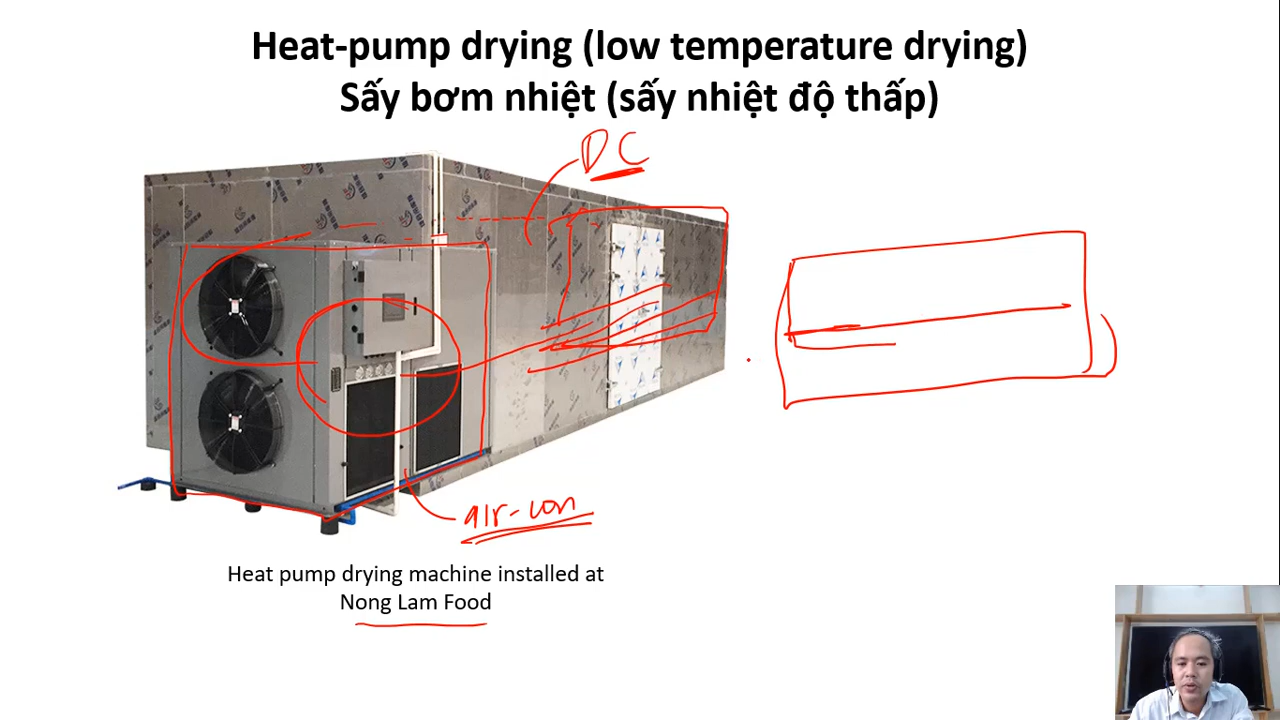 Heat-pump drying (low temperature drying)
Sấy bơm nhiệt (sấy nhiệt độ thấp)
DC
air-con
Heat pump drying machine installed at
Nong Lam Food